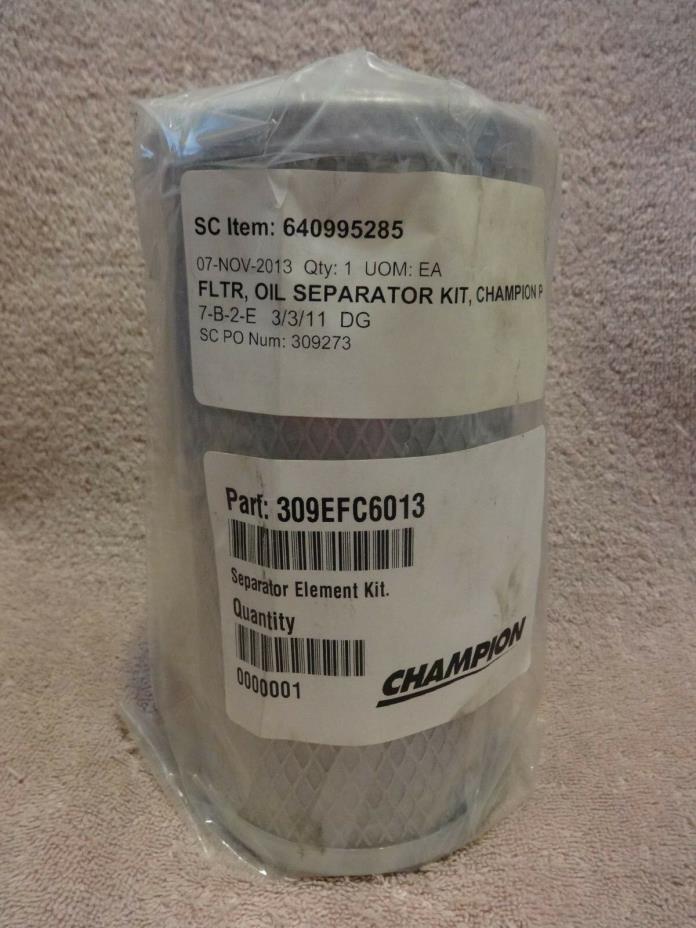 SC Item: 640995285
07-NOV-2013 Qty: 1 UOM: EA
FLTR, OIL SEPARATOR KIT, CHAMPION P
7-B-2-E 3/3/11 DG
SC PO Num: 309273
Part: 309EFC6013
Separator Element Kit.
Quantity
0000001
CHAMPION